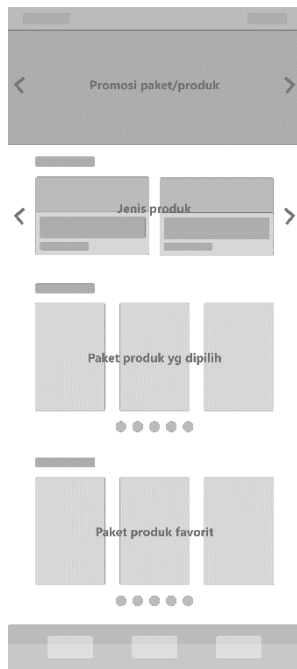 Promosi paket/produk
Jenis produk
Paket produk yg dipilih
Paket produk favorit